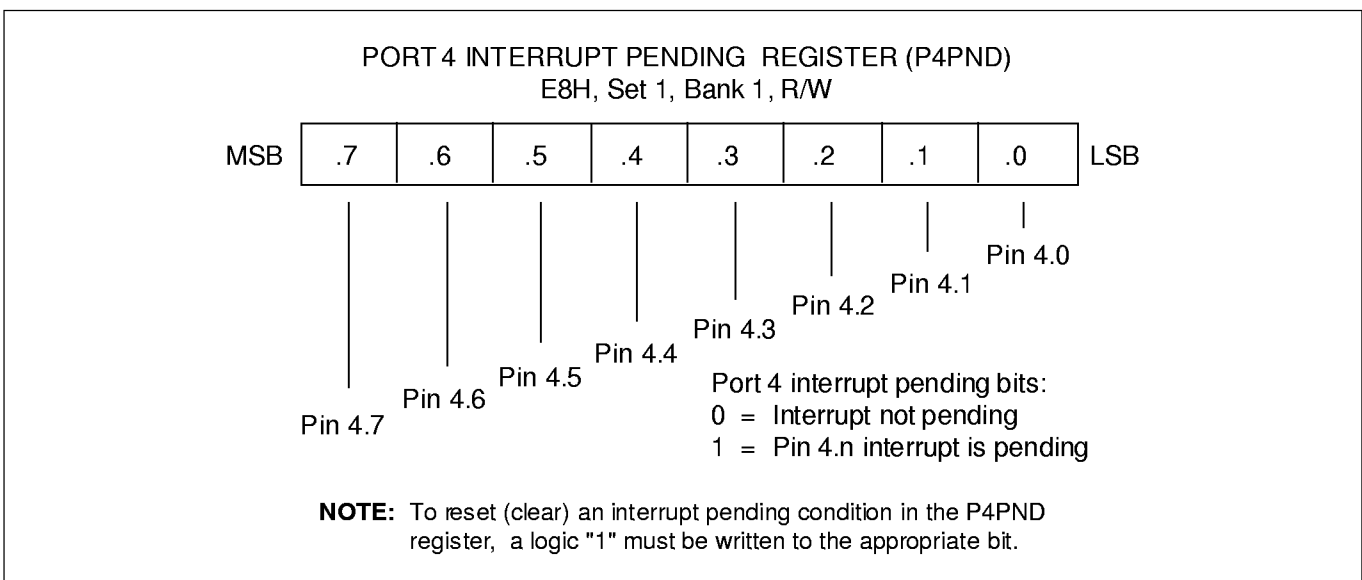 PORT 4 INTERRUPT PENDING REGISTER (P4PND)
E8H, Set 1, Bank 1, R/W
MSB .7 .6 .5 .4 .3 .2 .1 .0 LSB
Pin 4.0
Pin 4.1
Pin 4.2
Pin 4.3
Pin 4.4
Pin 4.5
Pin 4.6
Pin 4.7
Port 4 interrupt pending bits:
0 = Interrupt not pending
1 = Pin 4.n interrupt is pending
NOTE: To reset (clear) an interrupt pending condition in the P4PND
register, a logic "1" must be written to the appropriate bit.